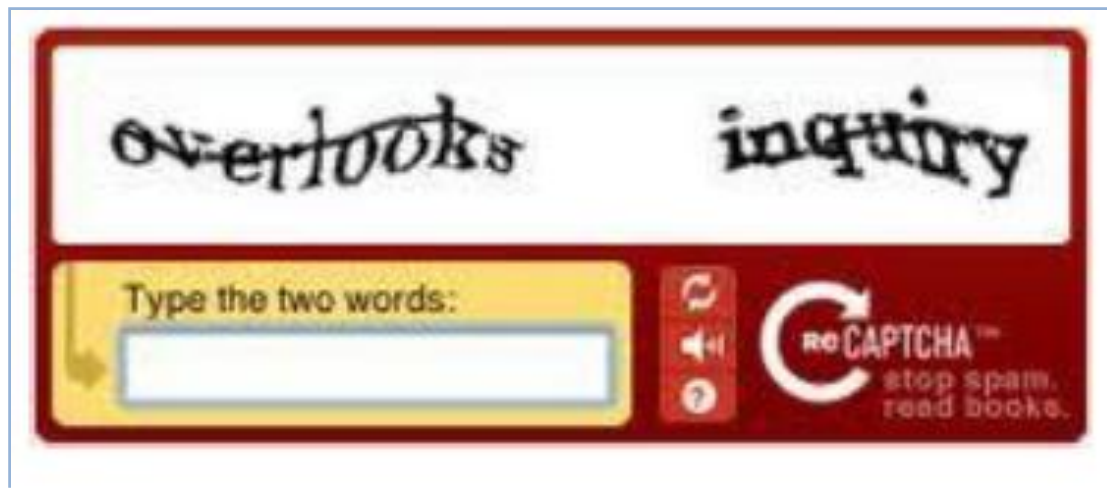 overlooks inquiry
Type the two words:
? ReCAPTCHA™
stop spam.
read books.